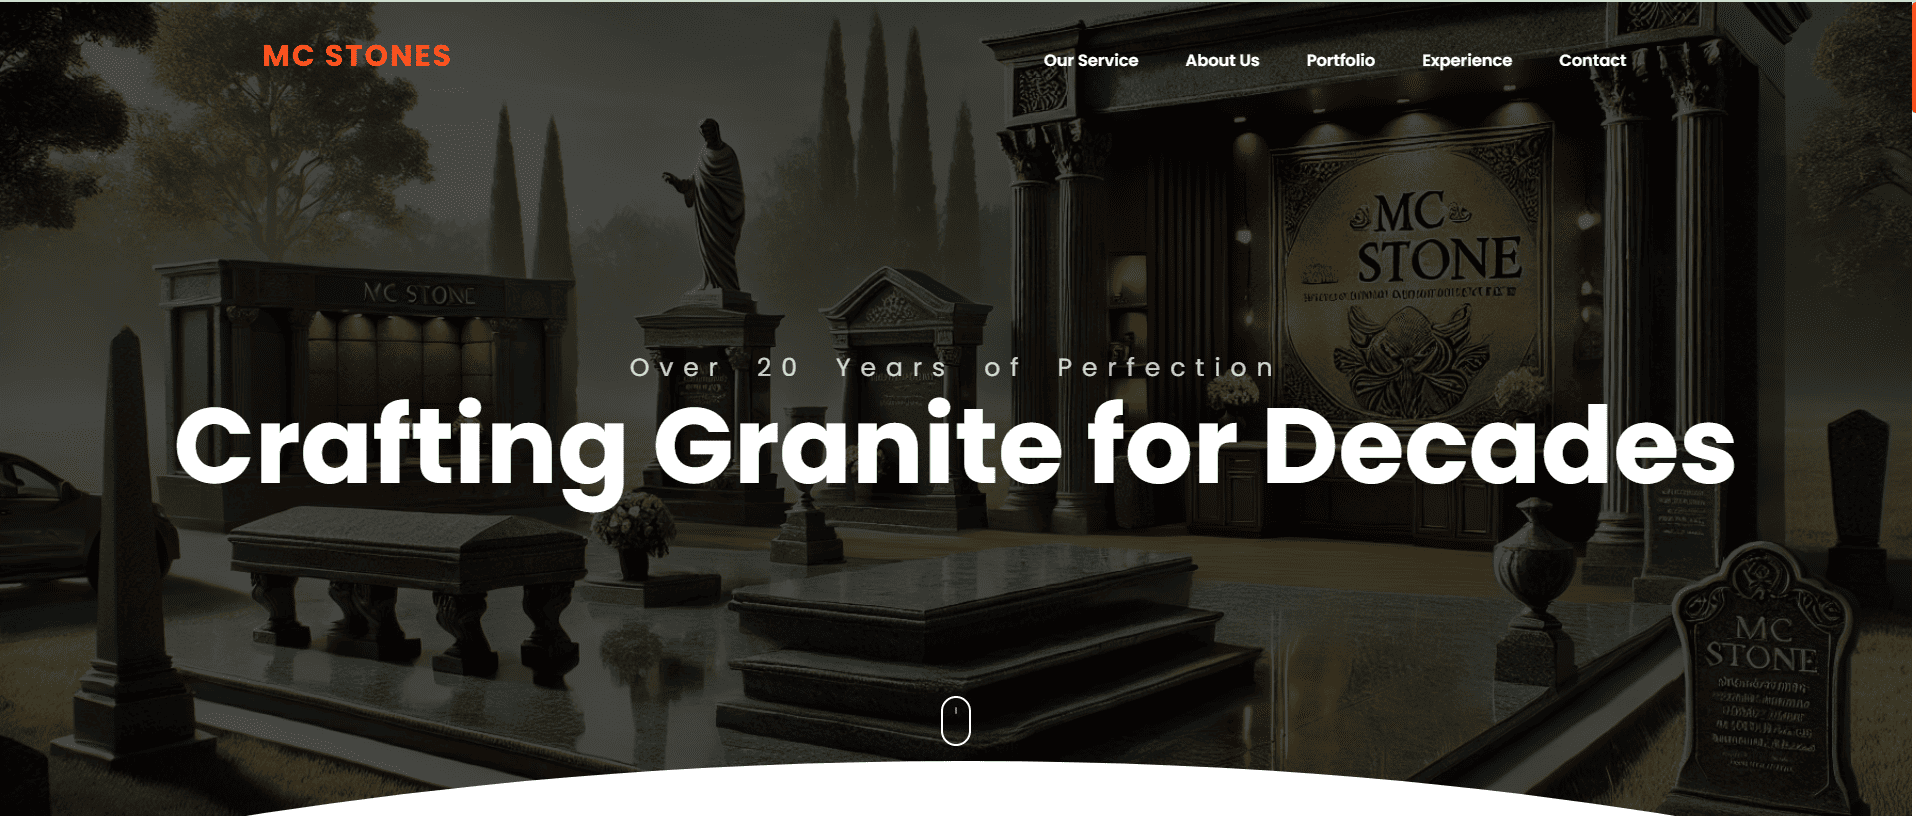 MC STONES
Our Service
About Us
Portfolio
Experience
Contact
MC
STONE
MC STONE
Over 20 Years of Perfection
Crafting Granite for Decades
MC
STONE